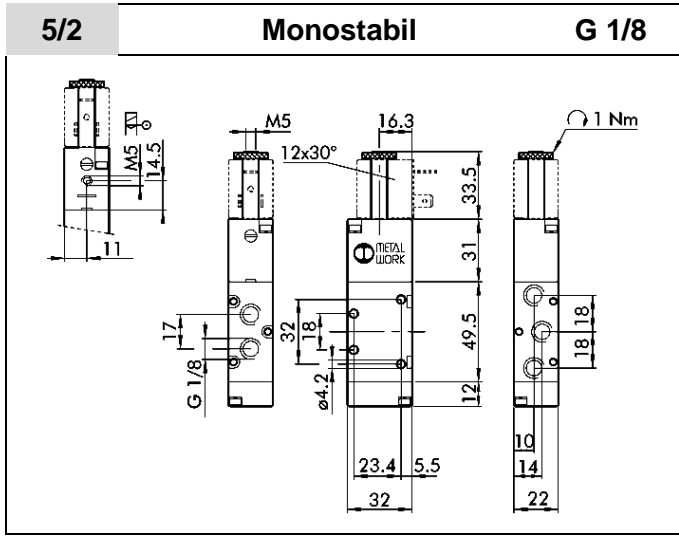 5/2 Monostabil G 1/8
M5 16.3 1 Nm
12x30°
M5
14.5
33.5
11
METAL
WORK
31
17
32
18
49.5
18
18
G 1/8
ø4.2
12
10
23.4 5.5
14
32
22